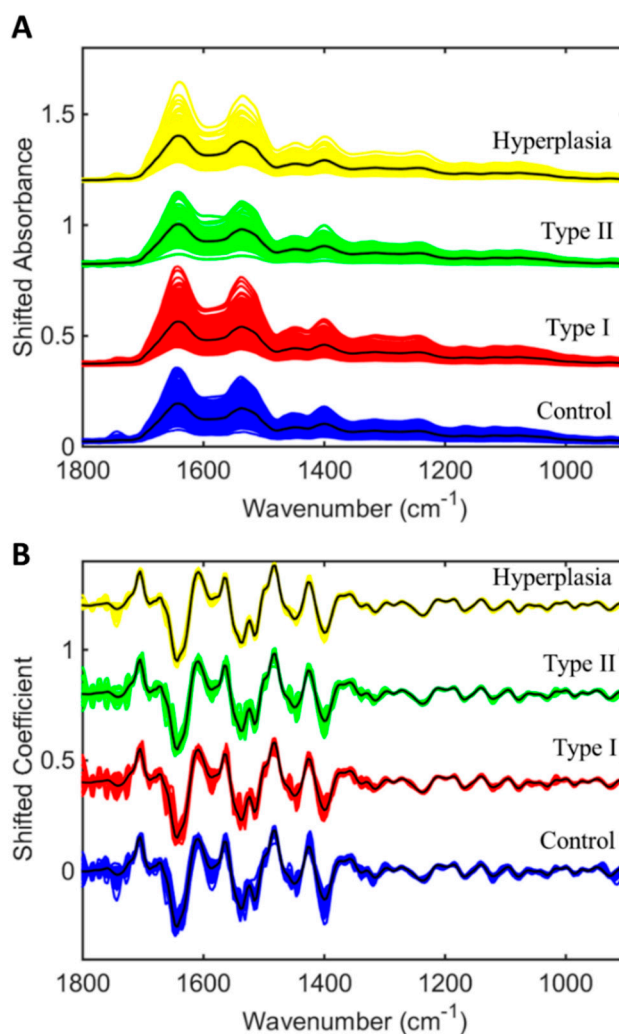 A
1.5
1
0.5
0
Shifted Absorbance
Hyperplasia
Type II
Type I
Control
1800 1600 1400 1200 1000
Wavenumber (cm⁻¹)
B
1
0.5
0
Shifted Coefficient
Hyperplasia
Type II
Type I
Control
1800 1600 1400 1200 1000
Wavenumber (cm⁻¹)